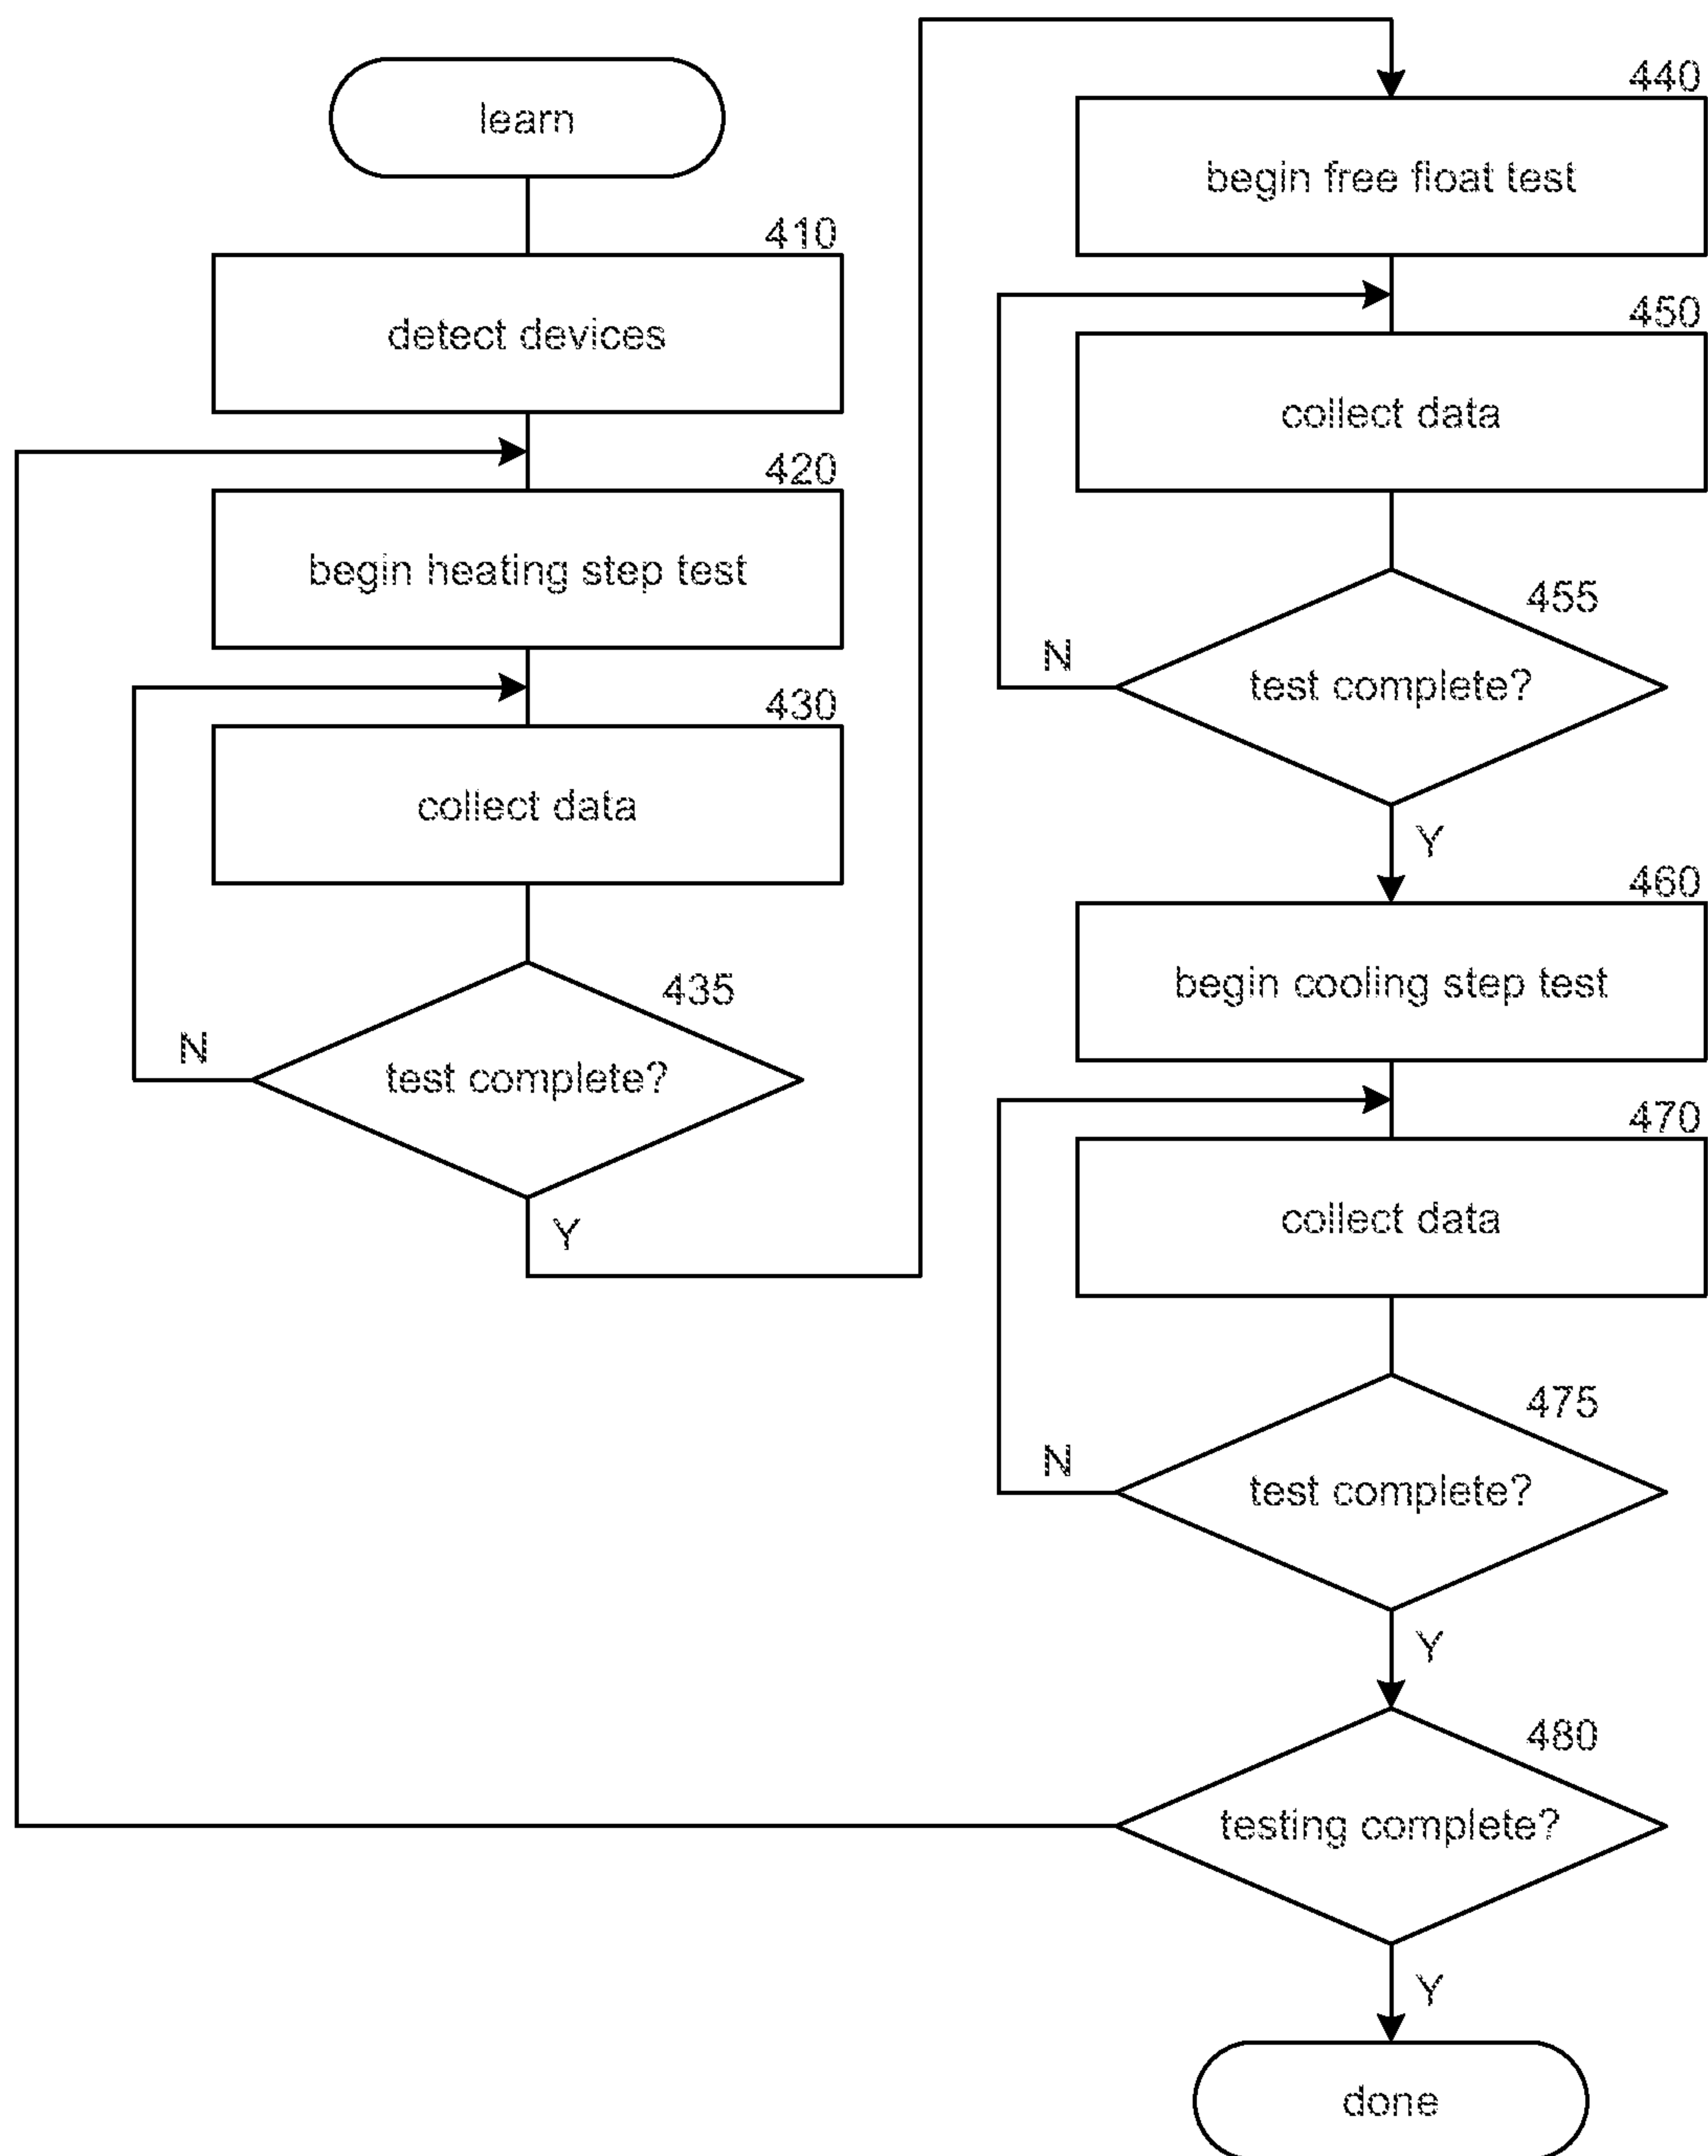 learn
410
detect devices
420
begin heating step test
430
collect data
435
N
test complete?
Y
440
begin free float test
450
collect data
455
N
test complete?
Y
460
begin cooling step test
470
collect data
475
N
test complete?
Y
480
testing complete?
Y
done